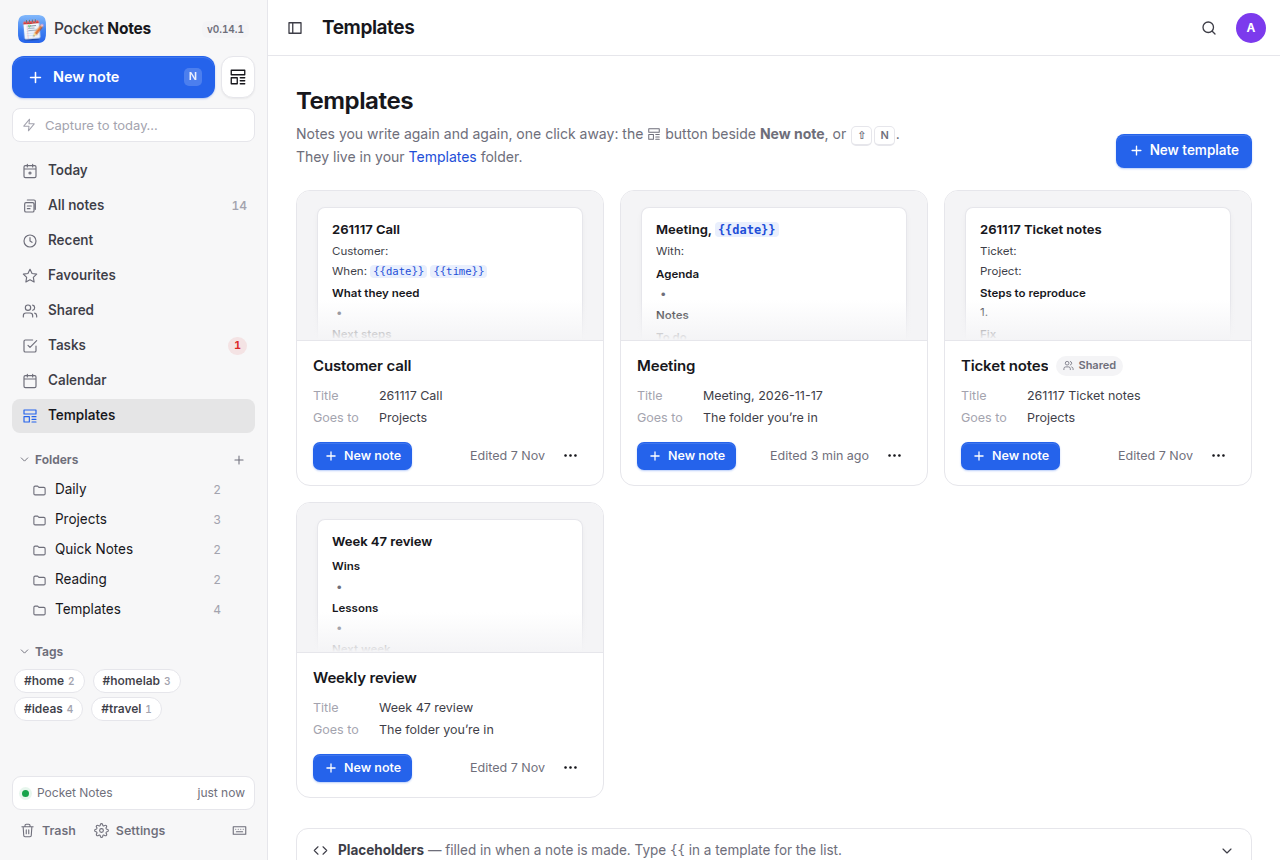 Pocket Notes v0.14.1
+ New note N
Capture to today...
Today
All notes 14
Recent
Favourites
Shared
Tasks 1
Calendar
Templates
Folders +
Daily 2
Projects 3
Quick Notes 2
Reading 2
Templates 4
Tags
#home 2 #homelab 3
#ideas 4 #travel 1
Pocket Notes just now
Trash Settings
Templates A
Templates
Notes you write again and again, one click away: the button beside New note, or ⇧ N.
They live in your Templates folder.
+ New template
261117 Call
Customer:
When: {{date}} {{time}}
What they need
•
Next steps
Customer call
Title 261117 Call
Goes to Projects
+ New note Edited 7 Nov •••
Meeting, {{date}}
With:
Agenda
•
Notes
To do
Meeting
Title Meeting, 2026-11-17
Goes to The folder you’re in
+ New note Edited 3 min ago •••
261117 Ticket notes
Ticket:
Project:
Steps to reproduce
1.
Fix
Ticket notes Shared
Title 261117 Ticket notes
Goes to Projects
+ New note Edited 7 Nov •••
Week 47 review
Wins
•
Lessons
•
Next week
Weekly review
Title Week 47 review
Goes to The folder you’re in
+ New note Edited 7 Nov •••
<> Placeholders — filled in when a note is made. Type {{ in a template for the list.